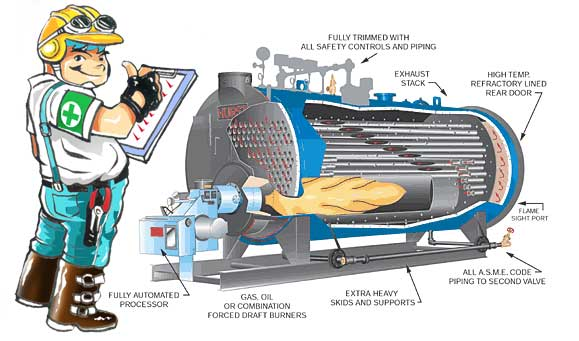 FULLY TRIMMED WITH
ALL SAFETY CONTROLS AND PIPING
EXHAUST
STACK
HIGH TEMP.
REFRACTORY LINED
REAR DOOR
FLAME
SIGHT PORT
ALL A.S.M.E. CODE
PIPING TO SECOND VALVE
EXTRA HEAVY
SKIDS AND SUPPORTS
GAS, OIL
OR COMBINATION
FORCED DRAFT BURNERS
FULLY AUTOMATED
PROCESSOR